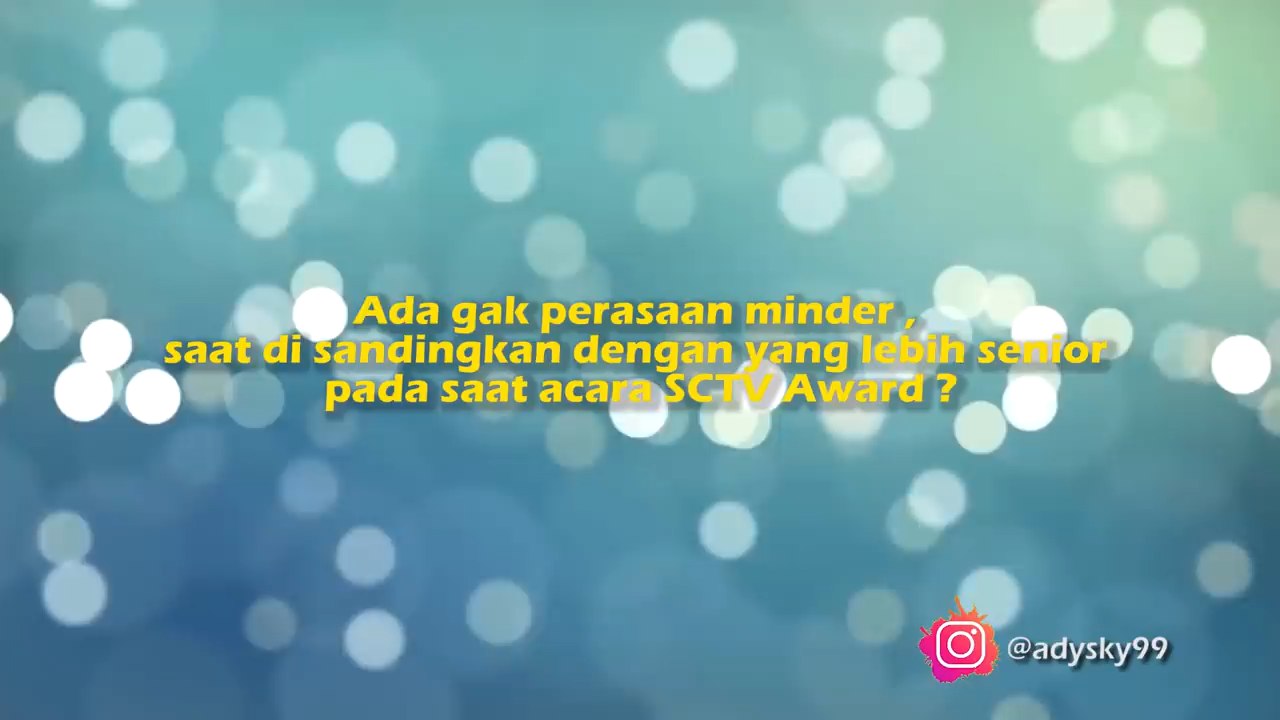 Ada gak perasaan minder ,
saat di sandingkan dengan yang lebih senior
pada saat acara SCTV Award ?
@adysky99